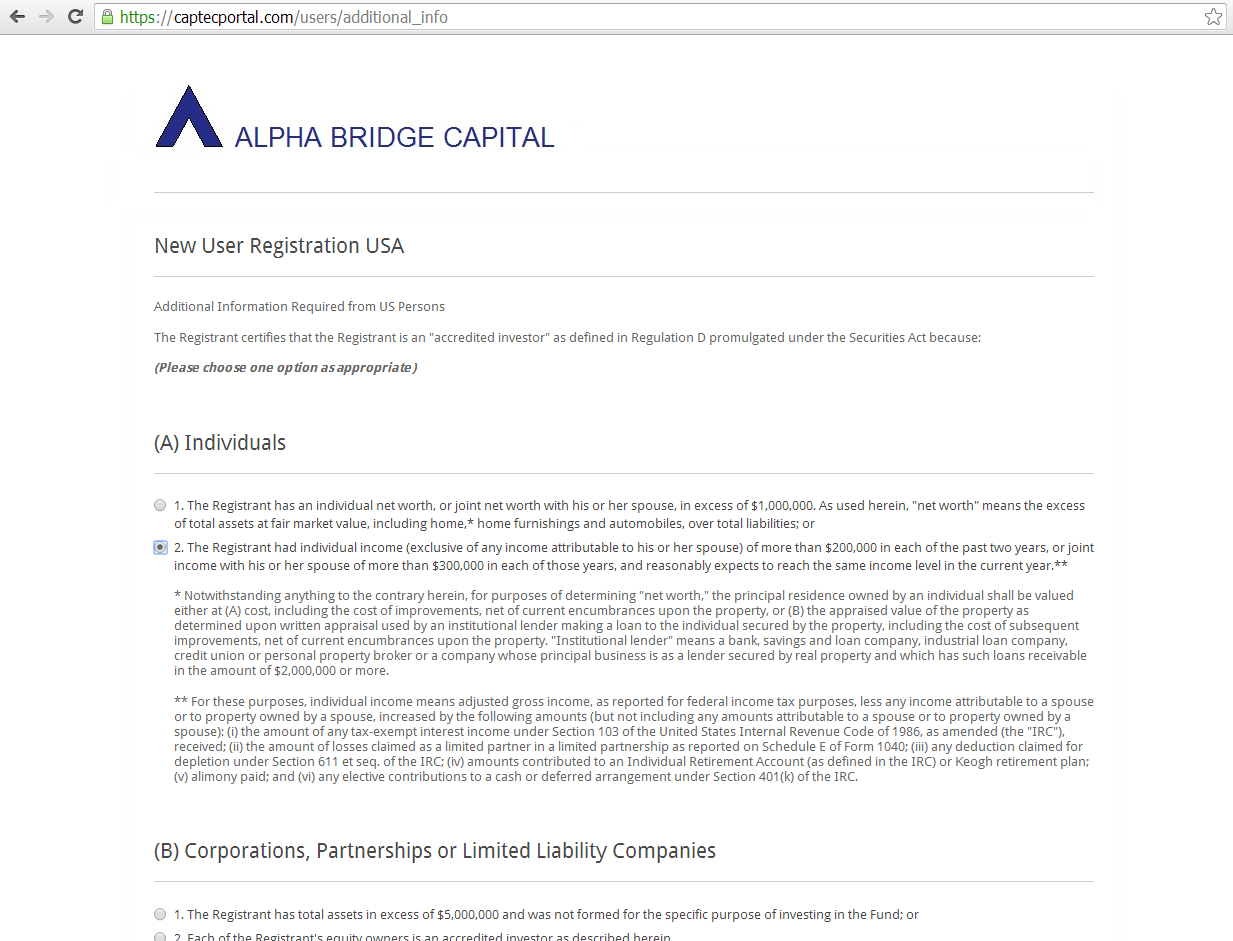 https://captecportal.com/users/additional_info
ALPHA BRIDGE CAPITAL
New User Registration USA
Additional Information Required from US Persons
The Registrant certifies that the Registrant is an "accredited investor" as defined in Regulation D promulgated under the Securities Act because:
(Please choose one option as appropriate)
(A) Individuals
1. The Registrant has an individual net worth, or joint net worth with his or her spouse, in excess of $1,000,000. As used herein, "net worth" means the excess
of total assets at fair market value, including home,* home furnishings and automobiles, over total liabilities; or
2. The Registrant had individual income (exclusive of any income attributable to his or her spouse) of more than $200,000 in each of the past two years, or joint
income with his or her spouse of more than $300,000 in each of those years, and reasonably expects to reach the same income level in the current year.**
* Notwithstanding anything to the contrary herein, for purposes of determining "net worth," the principal residence owned by an individual shall be valued
either at (A) cost, including the cost of improvements, net of current encumbrances upon the property, or (B) the appraised value of the property as
determined upon written appraisal used by an institutional lender making a loan to the individual secured by the property, including the cost of subsequent
improvements, net of current encumbrances upon the property. "Institutional lender" means a bank, savings and loan company, industrial loan company,
credit union or personal property broker or a company whose principal business is as a lender secured by real property and which has such loans receivable
in the amount of $2,000,000 or more.
** For these purposes, individual income means adjusted gross income, as reported for federal income tax purposes, less any income attributable to a spouse
or to property owned by a spouse, increased by the following amounts (but not including any amounts attributable to a spouse or to property owned by a
spouse): (i) the amount of any tax-exempt interest income under Section 103 of the United States Internal Revenue Code of 1986, as amended (the "IRC"),
received; (ii) the amount of losses claimed as a limited partner in a limited partnership as reported on Schedule E of Form 1040; (iii) any deduction claimed for
depletion under Section 611 et seq. of the IRC; (iv) amounts contributed to an Individual Retirement Account (as defined in the IRC) or Keogh retirement plan;
(v) alimony paid; and (vi) any elective contributions to a cash or deferred arrangement under Section 401(k) of the IRC.
(B) Corporations, Partnerships or Limited Liability Companies
1. The Registrant has total assets in excess of $5,000,000 and was not formed for the specific purpose of investing in the Fund; or
2. Each of the Registrant's equity owners is an accredited investor as described herein